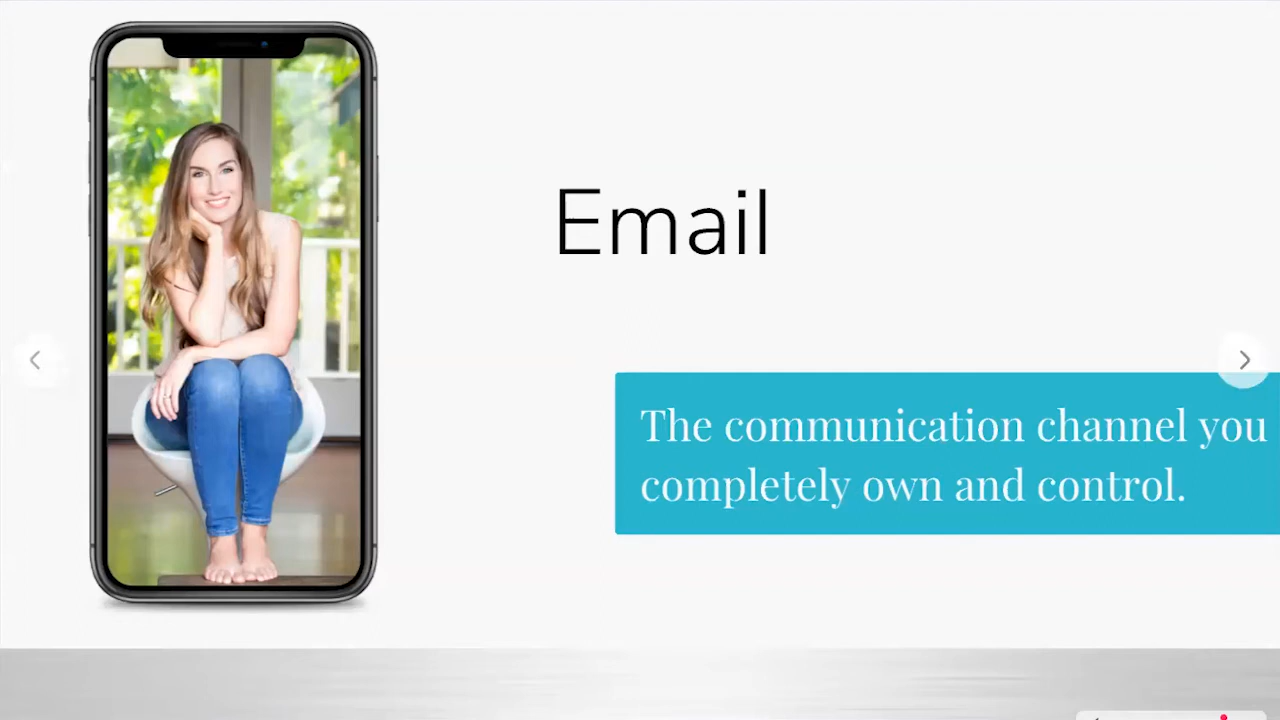 Email
The communication channel you
completely own and control.